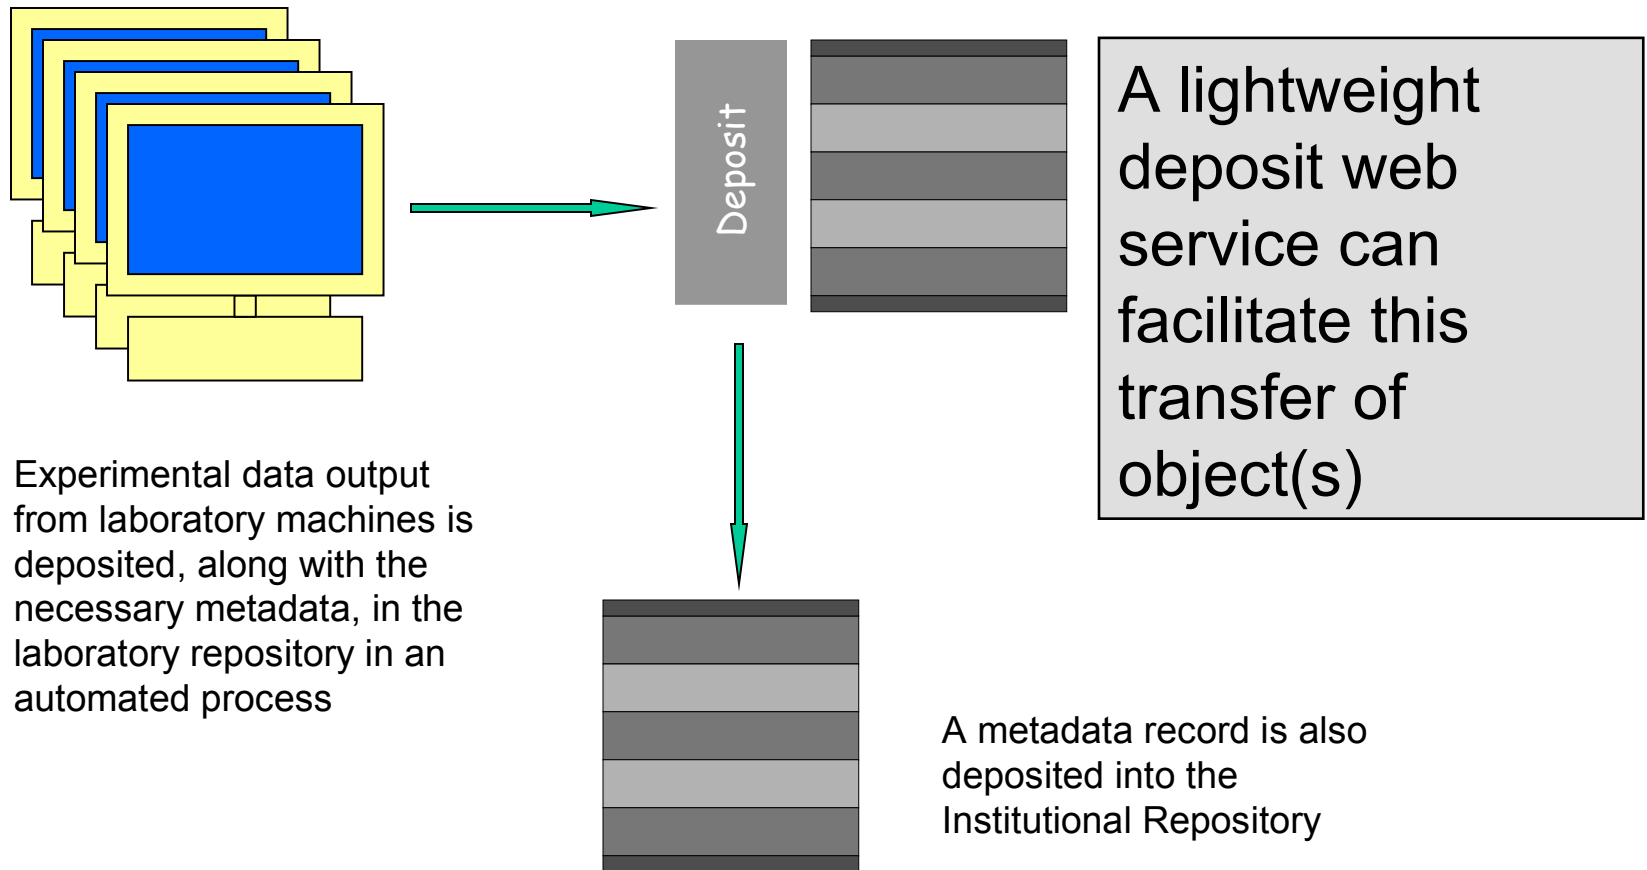 Deposit
A lightweight
deposit web
service can
facilitate this
transfer of
object(s)
Experimental data output
from laboratory machines is
deposited, along with the
necessary metadata, in the
laboratory repository in an
automated process
A metadata record is also
deposited into the
Institutional Repository